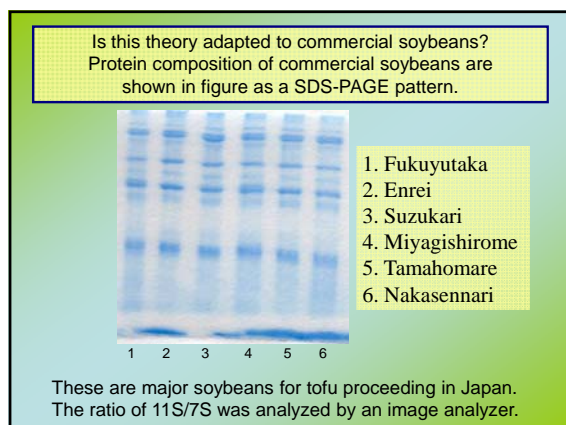 Is this theory adapted to commercial soybeans?
Protein composition of commercial soybeans are
shown in figure as a SDS-PAGE pattern.
1. Fukuyutaka
2. Enrei
3. Suzukari
4. Miyagishirome
5. Tamahomare
6. Nakasennari
1 2 3 4 5 6
These are major soybeans for tofu proceeding in Japan.
The ratio of 11S/7S was analyzed by an image analyzer.